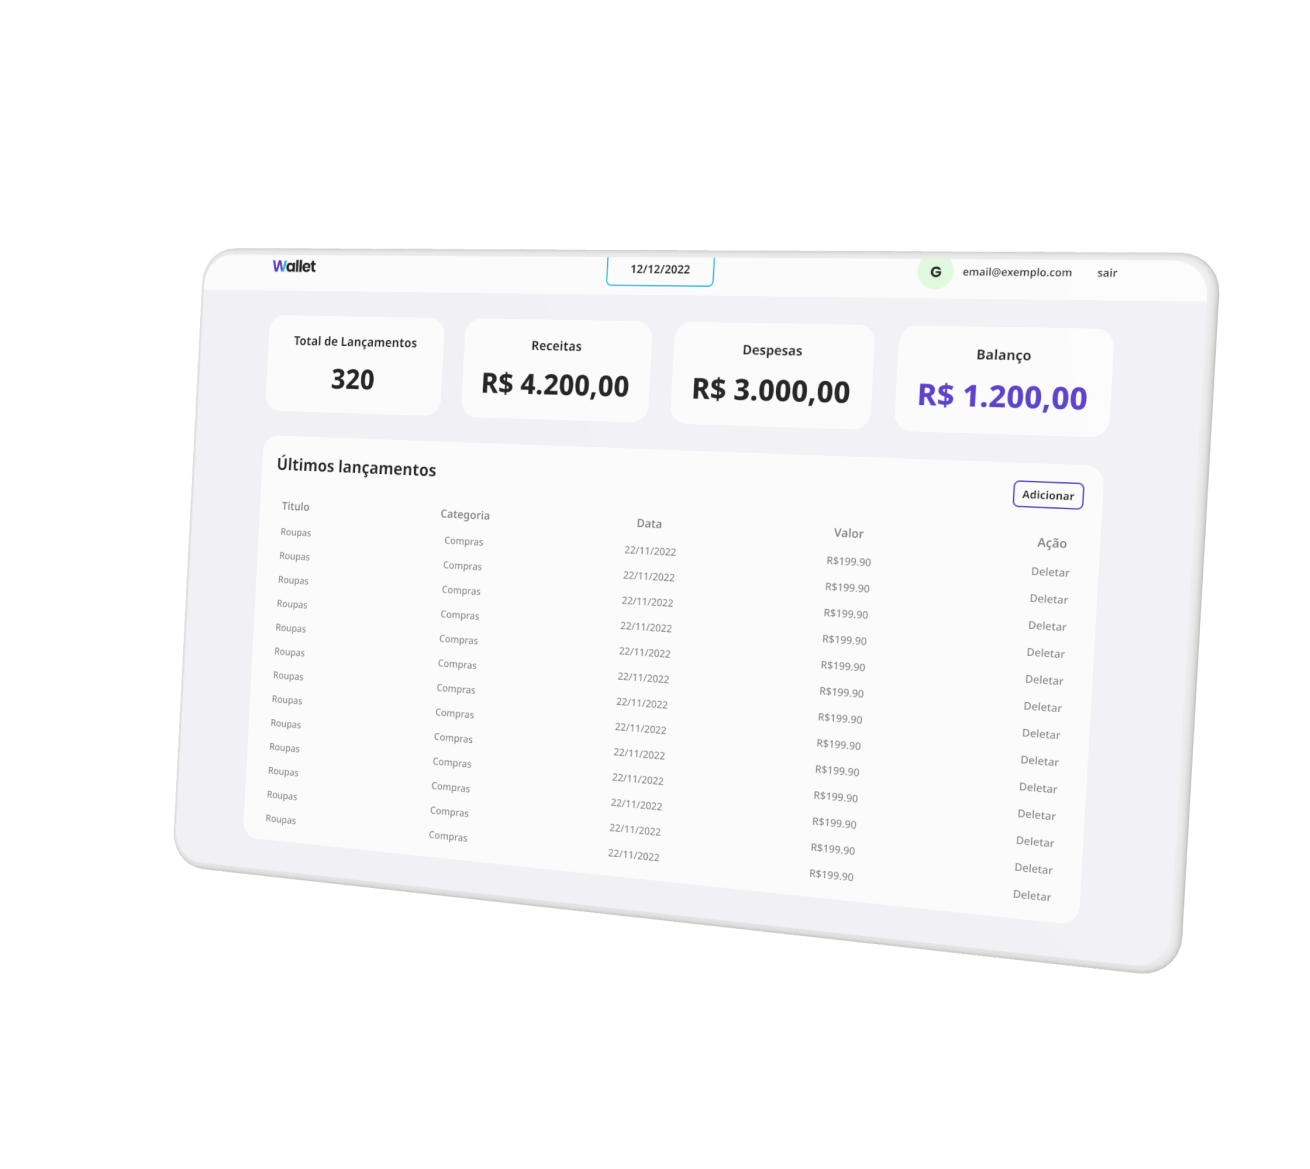 Wallet 12/12/2022 G email@exemplo.com sair
Total de Lançamentos Receitas Despesas Balanço
320 R$ 4.200,00 R$ 3.000,00 R$ 1.200,00
Últimos lançamentos
Adicionar
Título Categoria Data Valor Ação
Roupas Compras 22/11/2022 R$199.90 Deletar
Roupas Compras 22/11/2022 R$199.90 Deletar
Roupas Compras 22/11/2022 R$199.90 Deletar
Roupas Compras 22/11/2022 R$199.90 Deletar
Roupas Compras 22/11/2022 R$199.90 Deletar
Roupas Compras 22/11/2022 R$199.90 Deletar
Roupas Compras 22/11/2022 R$199.90 Deletar
Roupas Compras 22/11/2022 R$199.90 Deletar
Roupas Compras 22/11/2022 R$199.90 Deletar
Roupas Compras 22/11/2022 R$199.90 Deletar
Roupas Compras 22/11/2022 R$199.90 Deletar
Roupas Compras 22/11/2022 R$199.90 Deletar
Roupas Compras 22/11/2022 R$199.90 Deletar